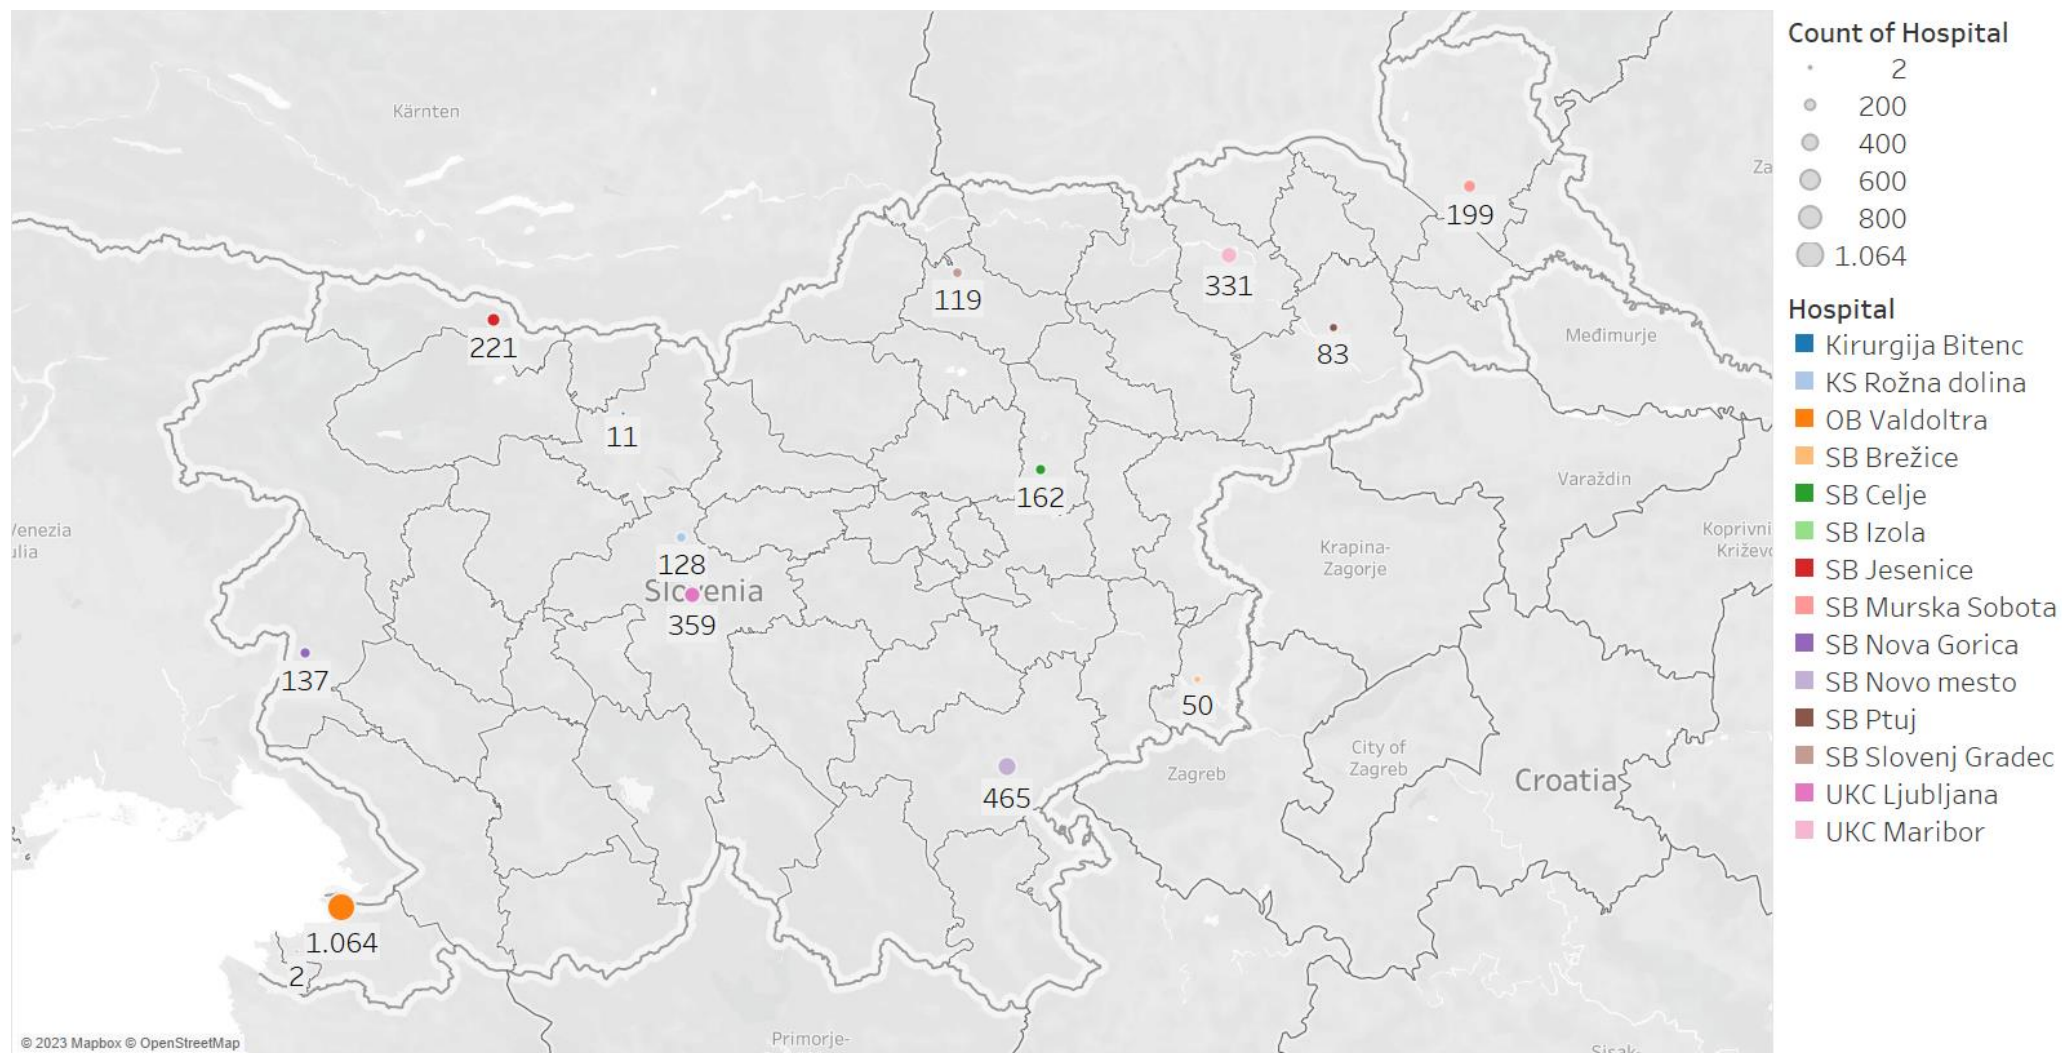 Kärnten
Za
199
119
331
221
83
Međimurje
11
162
Varaždin
Venezia
Koprivni
Križevo
128
Krapina-
Zagorje
Slovenia
359
137
50
City of
Zagreb
Zagreb
Croatia
465
1.064
2
Primorje-
Sisak-
© 2023 Mapbox © OpenStreetMap
Count of Hospital
2
200
400
600
800
1.064
Hospital
Kirurgija Bitenc
KS Rožna dolina
OB Valdoltra
SB Brežice
SB Celje
SB Izola
SB Jesenice
SB Murska Sobota
SB Nova Gorica
SB Novo mesto
SB Ptuj
SB Slovenj Gradec
UKC Ljubljana
UKC Maribor